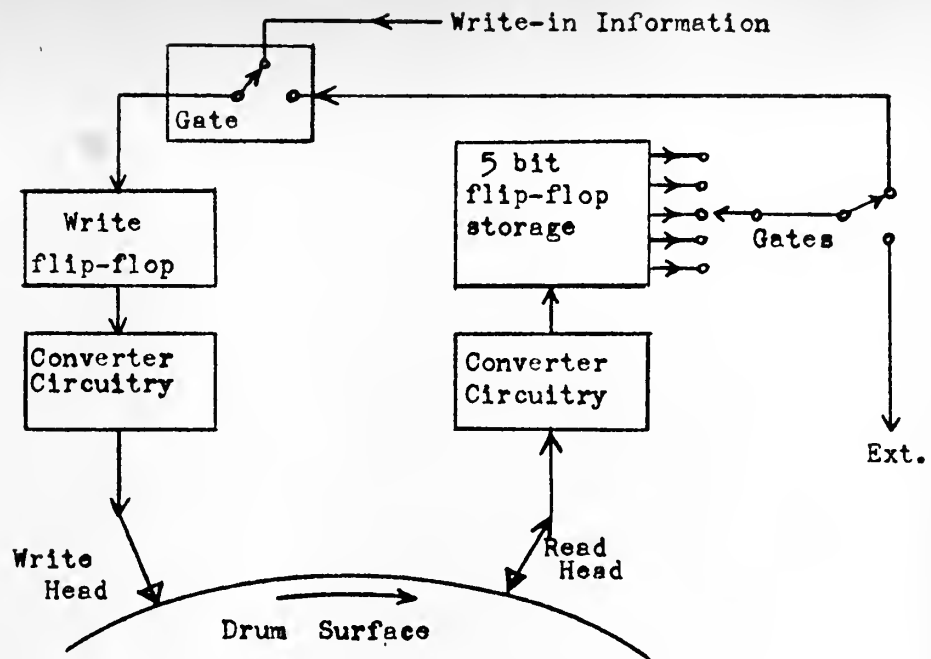 Write-in Information
Gate
5 bit
flip-flop
storage
Write
flip-flop
Gates
Converter
Circuitry
Converter
Circuitry
Ext.
Write
Head
Read
Head
Drum Surface